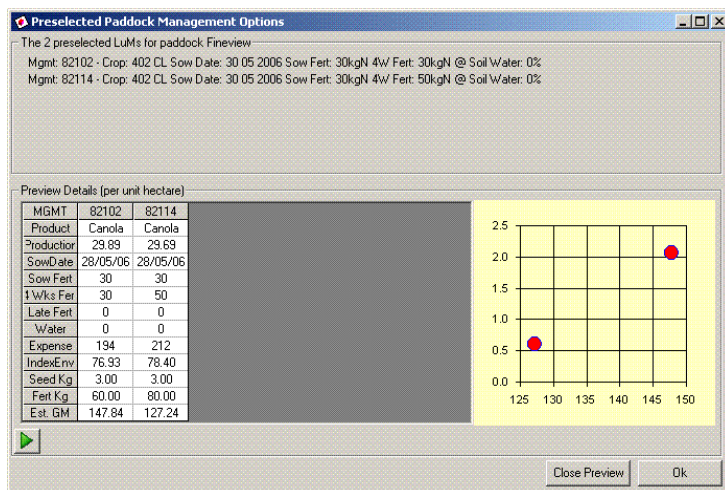 Preselected Paddock Management Options
The 2 preselected LuMs for paddock Fineview
Mgmt: 82102 - Crop: 402 CL Sow Date: 30 05 2006 Sow Fert: 30kgN 4W Fert: 30kgN @ Soil Water: 0%
Mgmt: 82114 - Crop: 402 CL Sow Date: 30 05 2006 Sow Fert: 30kgN 4W Fert: 50kgN @ Soil Water: 0%
Preview Details (per unit hectare)
MGMT 82102 82114
Product Canola Canola
Production 29.89 29.69
SowDate 28/05/06 28/05/06
Sow Fert 30 30
4 Wks Fer 30 50
Late Fert 0 0
Water 0 0
Expense 194 212
IndexEnv 76.93 78.40
Seed Kg 3.00 3.00
Fert Kg 60.00 80.00
Est. GM 147.84 127.24
2.5
2.0
1.5
1.0
0.5
0.0
125 130 135 140 145 150
Close Preview Ok